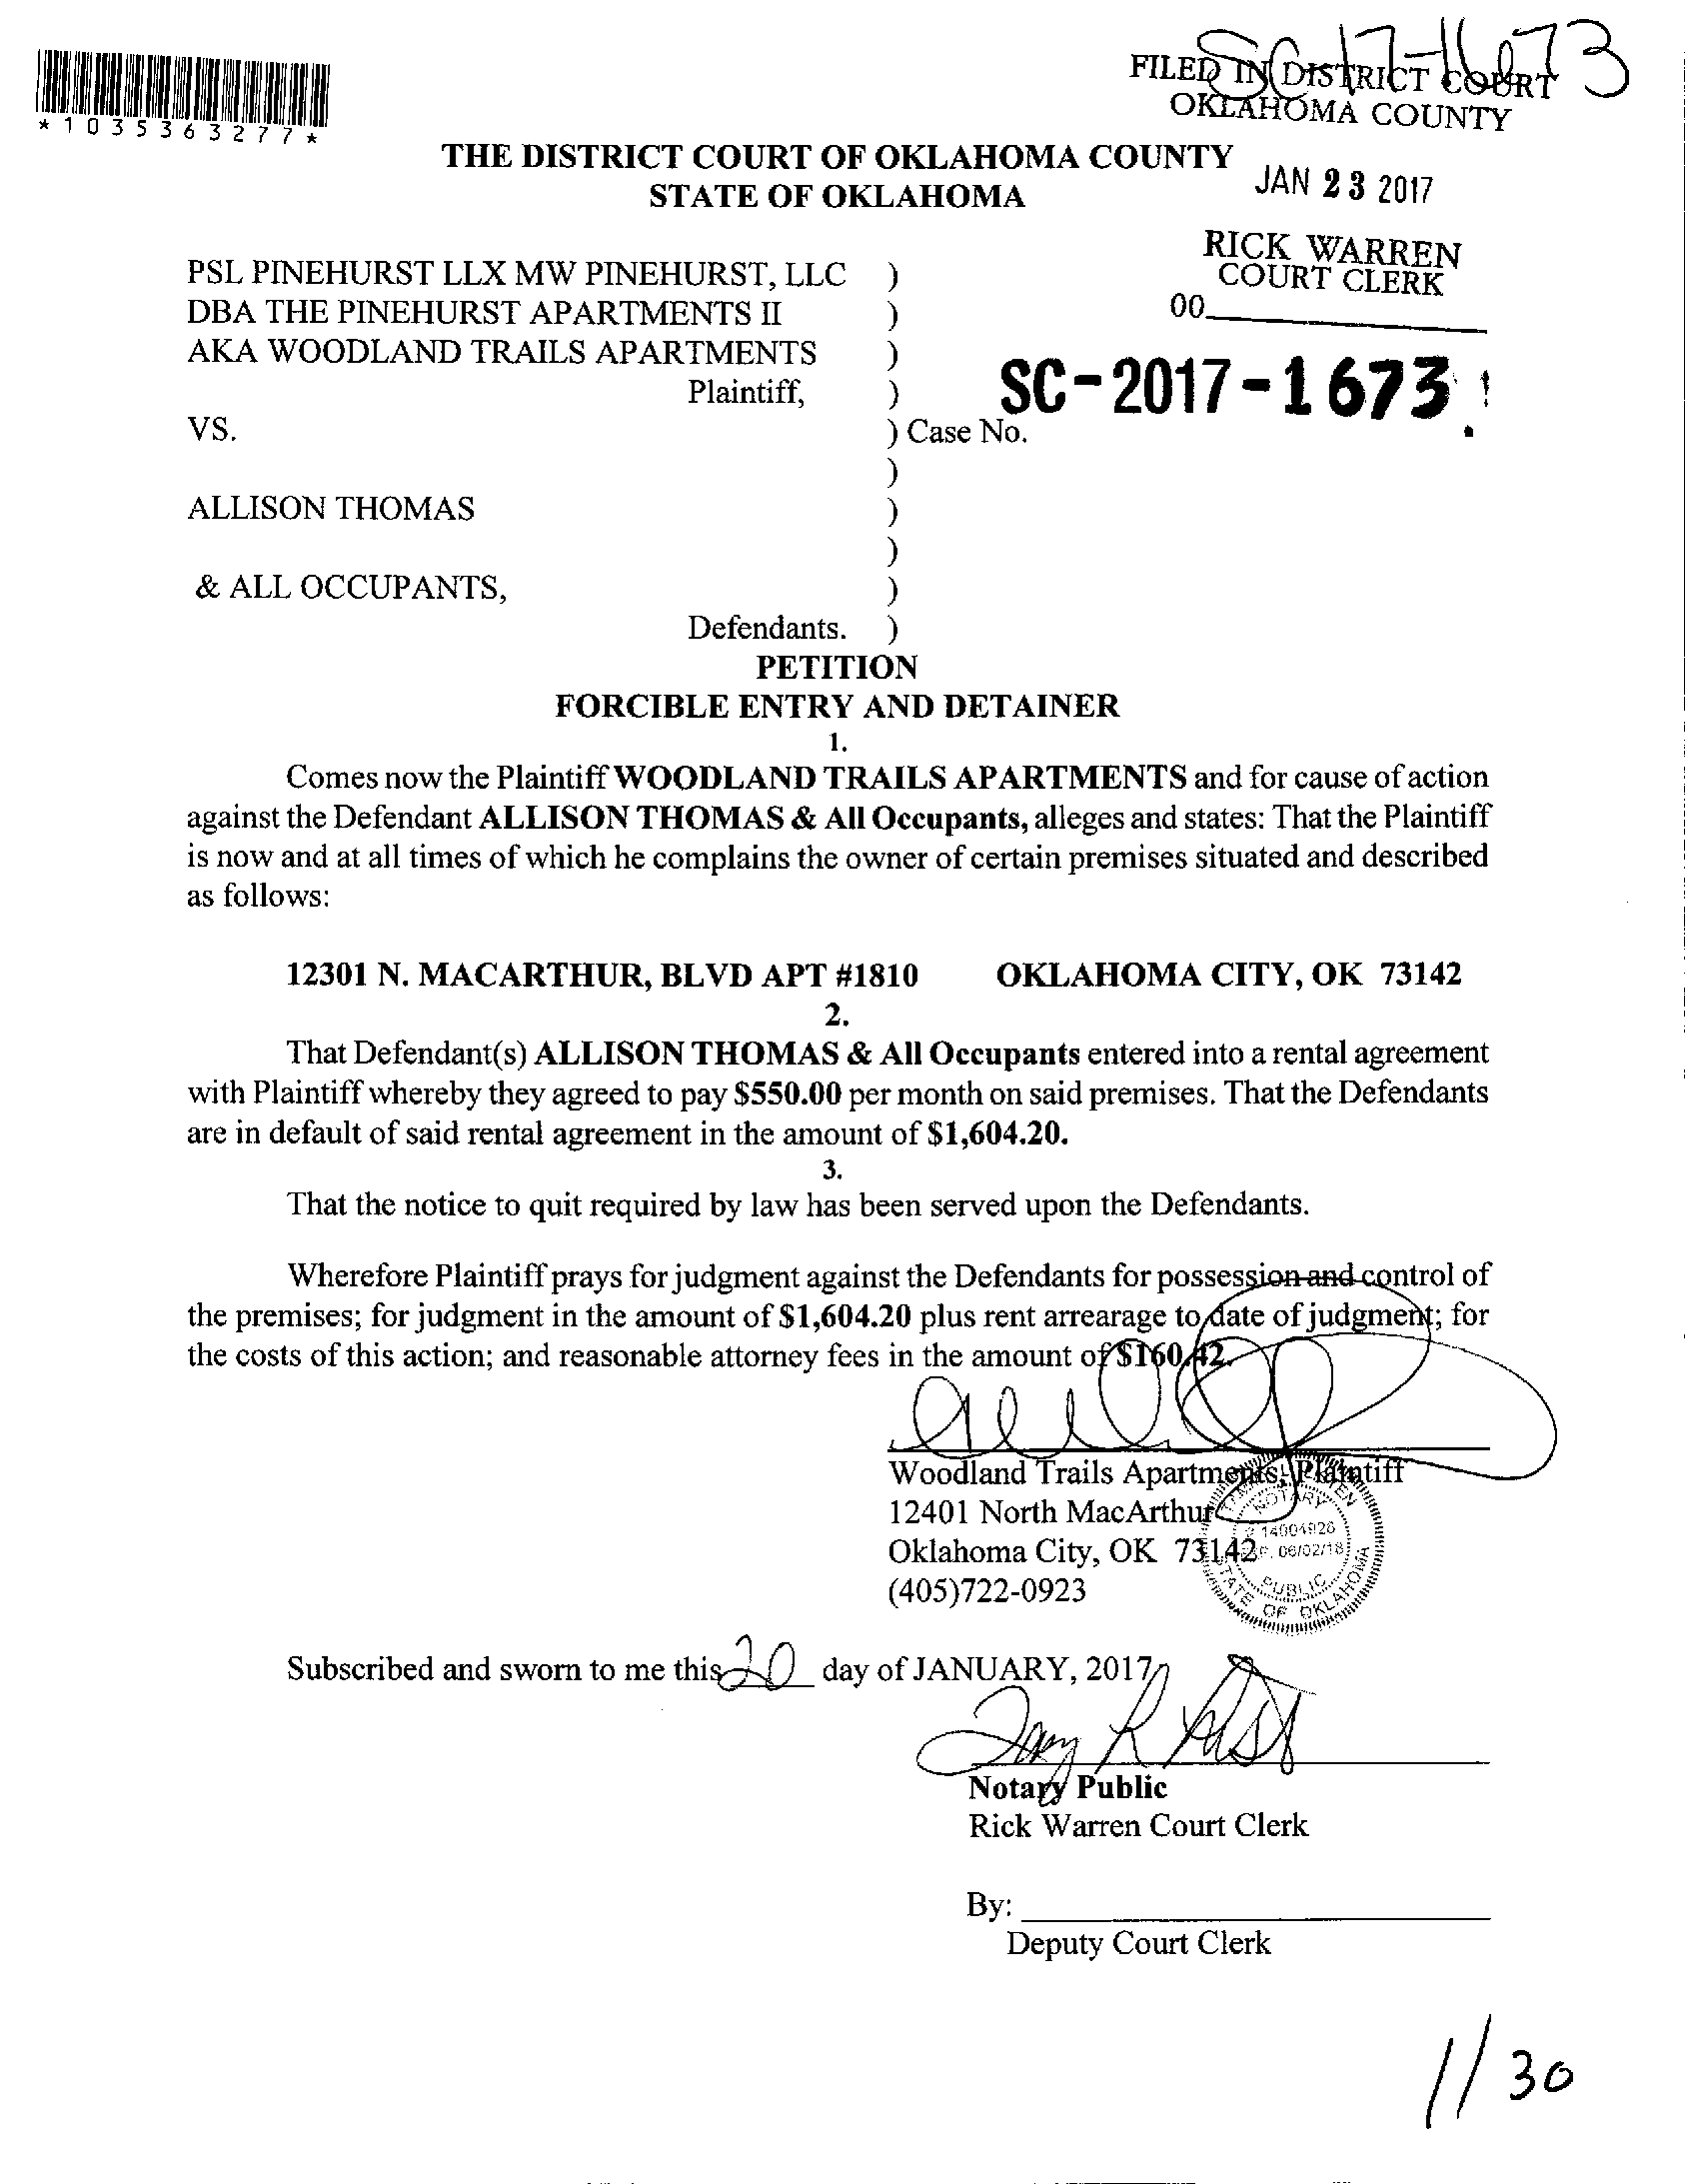 SC-17-1673
FILED IN DISTRICT COURT
OKLAHOMA COUNTY
*1035363277*
THE DISTRICT COURT OF OKLAHOMA COUNTY
STATE OF OKLAHOMA
JAN 23 2017
RICK WARREN
COURT CLERK
00
PSL PINEHURST LLX MW PINEHURST, LLC )
DBA THE PINEHURST APARTMENTS II )
AKA WOODLAND TRAILS APARTMENTS )
Plaintiff, ) SC-2017-1673
VS. ) Case No.
)
ALLISON THOMAS )
)
& ALL OCCUPANTS, )
Defendants. )
PETITION
FORCIBLE ENTRY AND DETAINER
1.
Comes now the Plaintiff WOODLAND TRAILS APARTMENTS and for cause of action
against the Defendant ALLISON THOMAS & All Occupants, alleges and states: That the Plaintiff
is now and at all times of which he complains the owner of certain premises situated and described
as follows:
12301 N. MACARTHUR, BLVD APT #1810 OKLAHOMA CITY, OK 73142
2.
That Defendant(s) ALLISON THOMAS & All Occupants entered into a rental agreement
with Plaintiff whereby they agreed to pay $550.00 per month on said premises. That the Defendants
are in default of said rental agreement in the amount of $1,604.20.
3.
That the notice to quit required by law has been served upon the Defendants.
Wherefore Plaintiff prays for judgment against the Defendants for possession and control of
the premises; for judgment in the amount of $1,604.20 plus rent arrearage to date of judgment; for
the costs of this action; and reasonable attorney fees in the amount of $160.42.
Woodland Trails Apartments, Plaintiff
12401 North MacArthur
Oklahoma City, OK 73142
(405)722-0923
NOTARY
14004926
06/02/18
PUBLIC
STATE OF OKLAHOMA
Subscribed and sworn to me this 20 day of JANUARY, 2017
Notary Public
Rick Warren Court Clerk
By:
Deputy Court Clerk
1/30